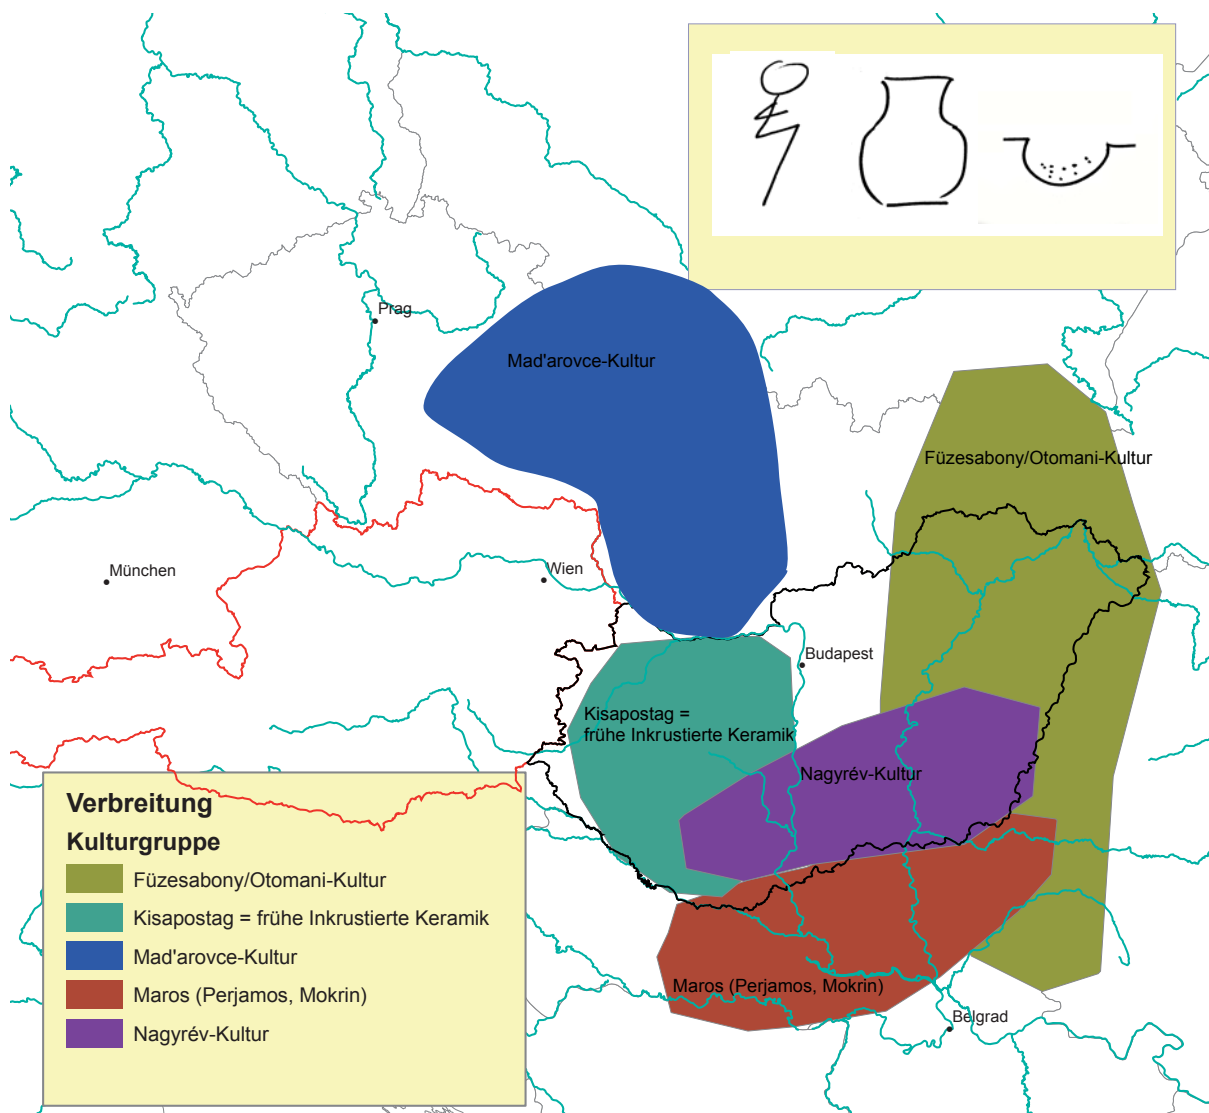 Prag
Mad'arovce-Kultur
Füzesabony/Otomani-Kultur
München
Wien
Budapest
Kisapostag =
frühe Inkrustierte Keramik
Nagyrév-Kultur
Maros (Perjamos, Mokrin)
Belgrad
Verbreitung
Kulturgruppe
Füzesabony/Otomani-Kultur
Kisapostag = frühe Inkrustierte Keramik
Mad'arovce-Kultur
Maros (Perjamos, Mokrin)
Nagyrév-Kultur